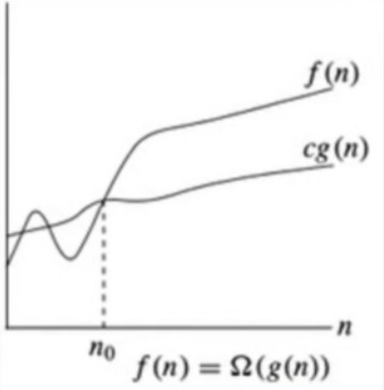 f(n)
cg(n)
n
n₀
f(n) = Ω(g(n))